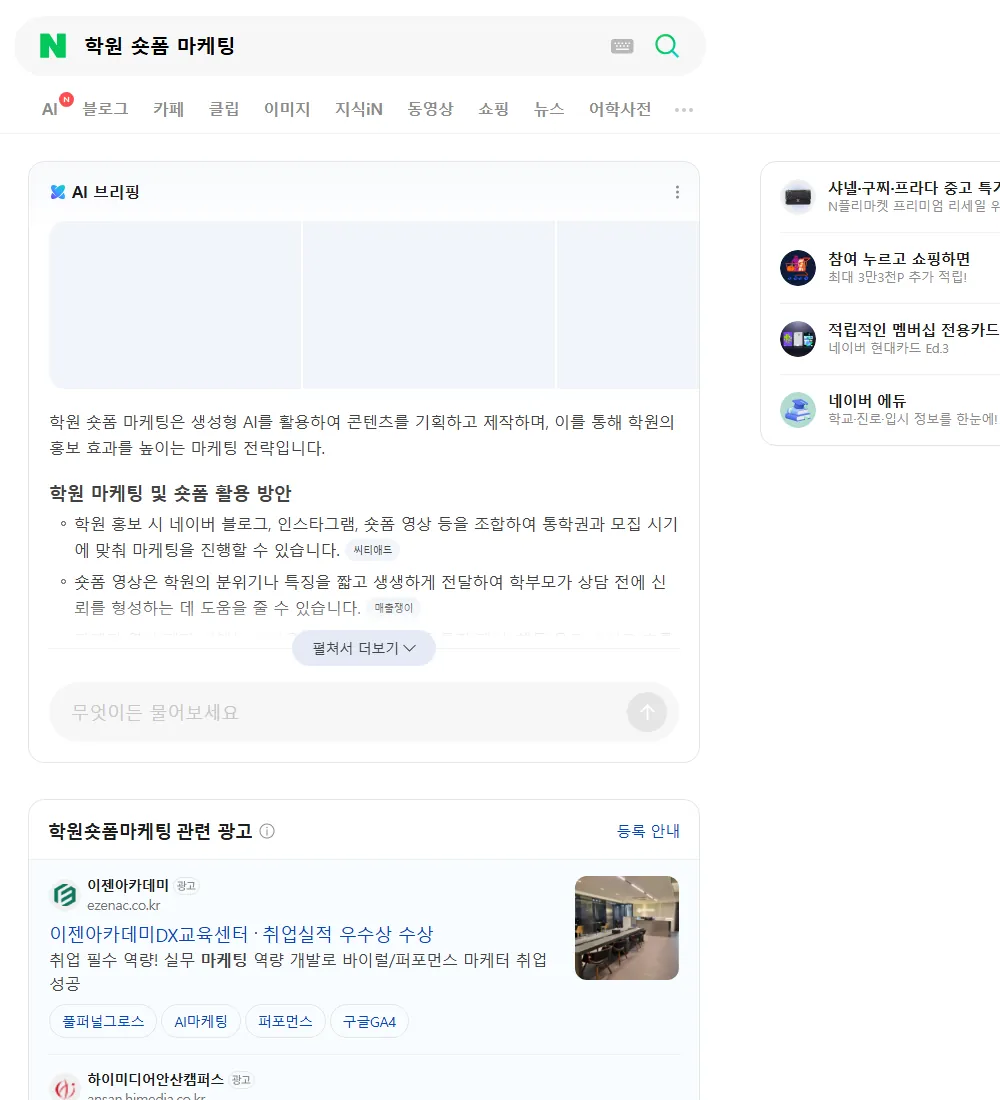 학원 숏폼 마케팅
AI N 블로그 카페 클립 이미지 지식iN 동영상 쇼핑 뉴스 어학사전
AI 브리핑
학원 숏폼 마케팅은 생성형 AI를 활용하여 콘텐츠를 기획하고 제작하며, 이를 통해 학원의
홍보 효과를 높이는 마케팅 전략입니다.
학원 마케팅 및 숏폼 활용 방안
학원 홍보 시 네이버 블로그, 인스타그램, 숏폼 영상 등을 조합하여 통학권과 모집 시기
에 맞춰 마케팅을 진행할 수 있습니다. 씨티애드
숏폼 영상은 학원의 분위기나 특징을 짧고 생생하게 전달하여 학부모가 상담 전에 신
뢰를 형성하는 데 도움을 줄 수 있습니다. 매출쟁이
펼쳐서 더보기
무엇이든 물어보세요
학원숏폼마케팅 관련 광고
등록 안내
이젠아카데미 광고
ezenac.co.kr
이젠아카데미DX교육센터 · 취업실적 우수상 수상
취업 필수 역량! 실무 마케팅 역량 개발로 바이럴/퍼포먼스 마케터 취업
성공
풀퍼널그로스 AI마케팅 퍼포먼스 구글GA4
하이미디어안산캠퍼스 광고
ansan.himedia.co.kr
샤넬·구찌·프라다 중고 특가
N플리마켓 프리미엄 리세일
참여 누르고 쇼핑하면
최대 3만3천P 추가 적립!
적립적인 멤버십 전용카드
네이버 현대카드 Ed.3
네이버 에듀
학교·진로·입시 정보를 한눈에!